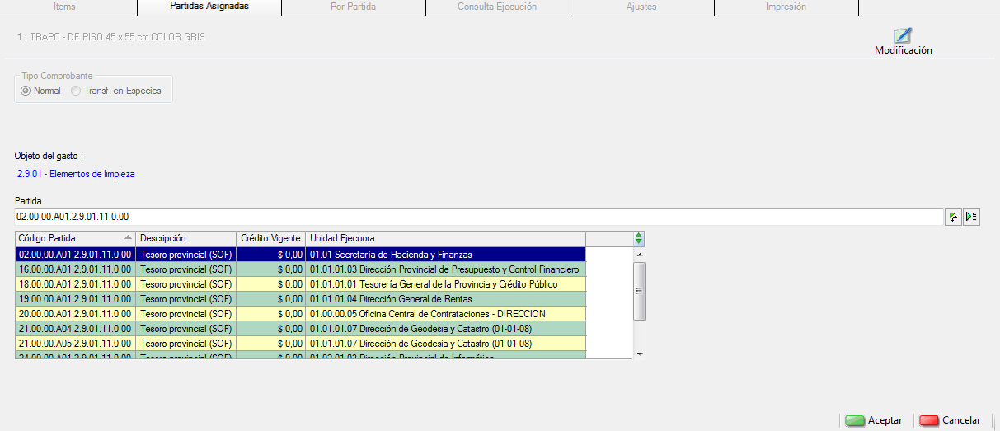 Items Partidas Asignadas Por Partida Consulta Ejecución Ajustes Impresión
1 : TRAPO - DE PISO 45 x 55 cm COLOR GRIS
Modificación
Tipo Comprobante
Normal Transf. en Especies
Objeto del gasto :
2.9.01 - Elementos de limpieza
Partida
02.00.00.A01.2.9.01.11.0.00
Código Partida Descripción Crédito Vigente Unidad Ejecuora
02.00.00.A01.2.9.01.11.0.00 Tesoro provincial (SOF) $ 0,00 01.01 Secretaría de Hacienda y Finanzas
16.00.00.A01.2.9.01.11.0.00 Tesoro provincial (SOF) $ 0,00 01.01.01.03 Dirección Provincial de Presupuesto y Control Financiero
18.00.00.A01.2.9.01.11.0.00 Tesoro provincial (SOF) $ 0,00 01.01.01.01 Tesorería General de la Provincia y Crédito Público
19.00.00.A01.2.9.01.11.0.00 Tesoro provincial (SOF) $ 0,00 01.01.01.04 Dirección General de Rentas
20.00.00.A01.2.9.01.11.0.00 Tesoro provincial (SOF) $ 0,00 01.00.00.05 Oficina Central de Contrataciones - DIRECCION
21.00.00.A04.2.9.01.11.0.00 Tesoro provincial (SOF) $ 0,00 01.01.01.07 Dirección de Geodesia y Catastro (01-01-08)
21.00.00.A05.2.9.01.11.0.00 Tesoro provincial (SOF) $ 0,00 01.01.01.07 Dirección de Geodesia y Catastro (01-01-08)
24.00.00.A01.2.9.01.11.0.00 Tesoro provincial (SOF) $ 0,00 01.02.01.03 Dirección Provincial de Informática
Aceptar Cancelar